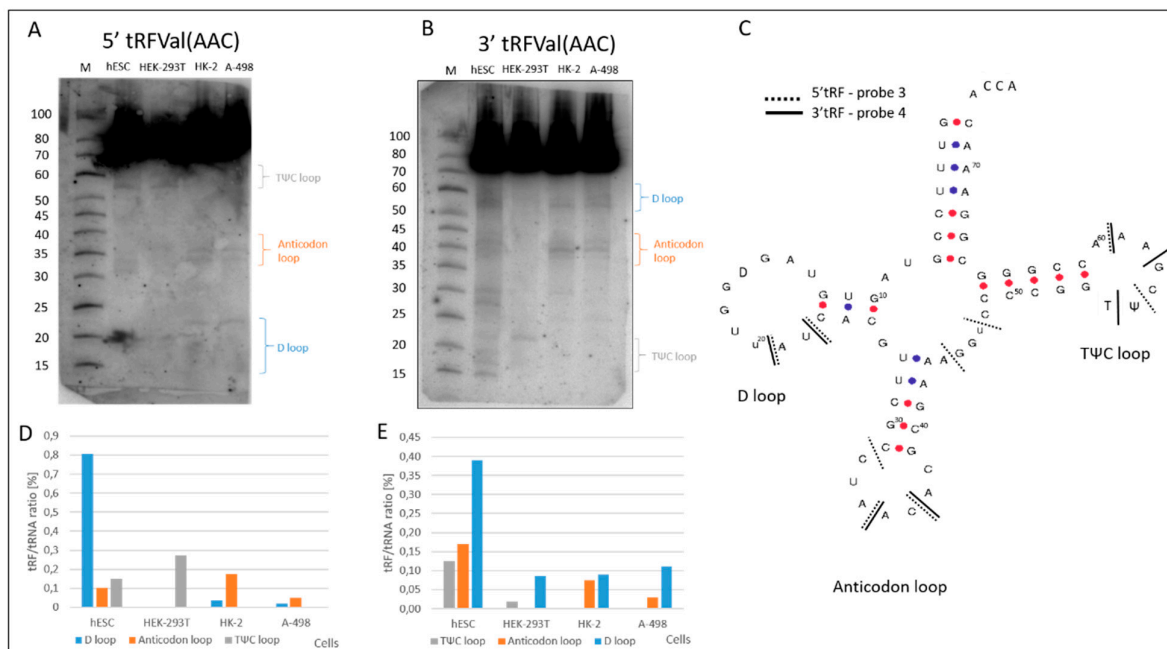 A
5' tRFVal(AAC)
M hESC HEK-293T HK-2 A-498
100
80
70
60
50
45
40
35
30
25
20
15
TΨC loop
Anticodon loop
D loop
B
3' tRFVal(AAC)
M hESC HEK-293T HK-2 A-498
100
80
70
60
50
45
40
35
30
25
20
15
D loop
Anticodon loop
TΨC loop
C
5'tRF - probe 3
3'tRF - probe 4
A C C A
G C
U A
U A 70
U A
C G
C G
G C
D loop
TΨC loop
Anticodon loop
10
20
30
40
50
60
D
tRF/tRNA ratio [%]
0,9
0,8
0,7
0,6
0,5
0,4
0,3
0,2
0,1
0
hESC HEK-293T HK-2 A-498
D loop Anticodon loop TΨC loop Cells
E
tRF/tRNA ratio [%]
0,45
0,40
0,35
0,30
0,25
0,20
0,15
0,10
0,05
0,00
hESC HEK-293T HK-2 A-498
TΨC loop Anticodon loop D loop Cells